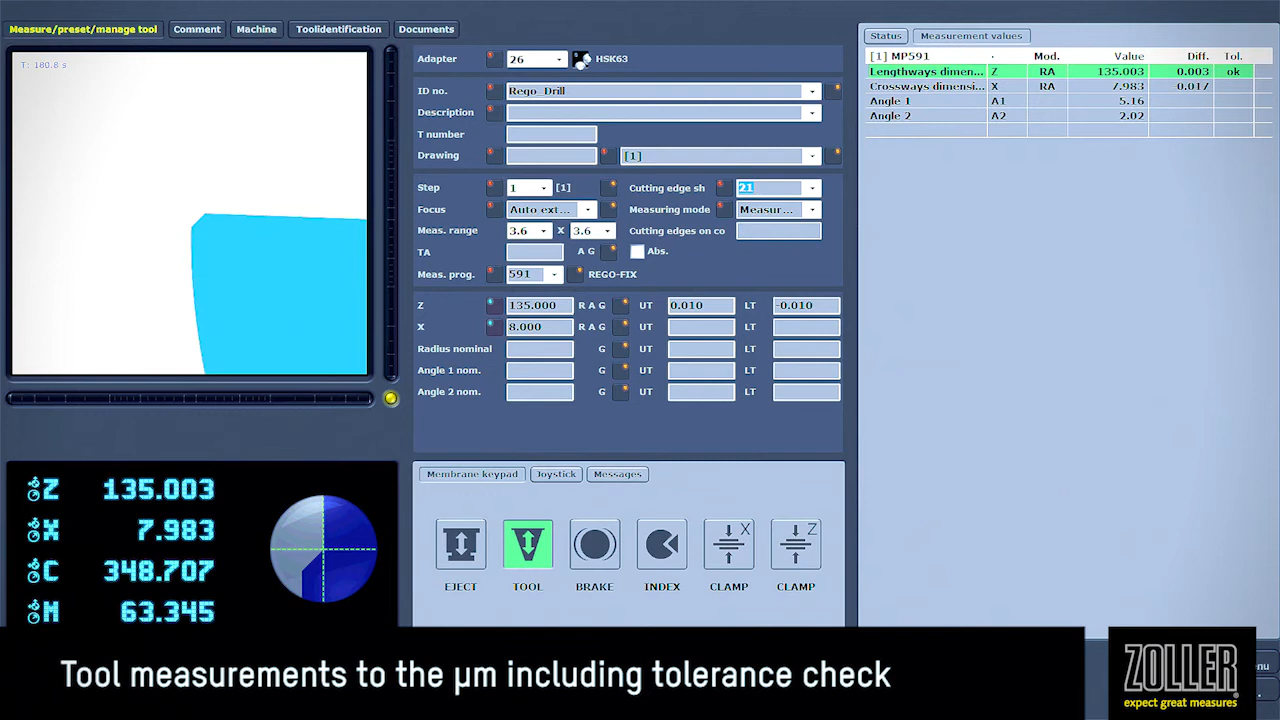 Measure/preset/manage tool Comment Machine Toolidentification Documents
T: 180.8 s
Adapter 26 HSK63
ID no. Rego_Drill
Description
T number
Drawing [1]
Step 1 [1] Cutting edge sh 21
Focus Auto ext... Measuring mode Measur...
Meas. range 3.6 X 3.6 Cutting edges on co
TA A G Abs.
Meas. prog. 591 REGO-FIX
Z 135.000 R A G UT 0.010 LT -0.010
X 8.000 R A G UT LT
Radius nominal G UT LT
Angle 1 nom. G UT LT
Angle 2 nom. G UT LT
Status Measurement values
[1] MP591 . Mod. Value Diff. Tol.
Lengthways dimen... Z RA 135.003 0.003 ok
Crossways dimensi... X RA 7.983 0.017
Angle 1 A1 5.16
Angle 2 A2 2.02
Z 135.003
X 7.983
C 348.707
M 63.345
Membrane keypad Joystick Messages
X Z
EJECT TOOL BRAKE INDEX CLAMP CLAMP
Tool measurements to the µm including tolerance check
ZOLLER
expect great measures